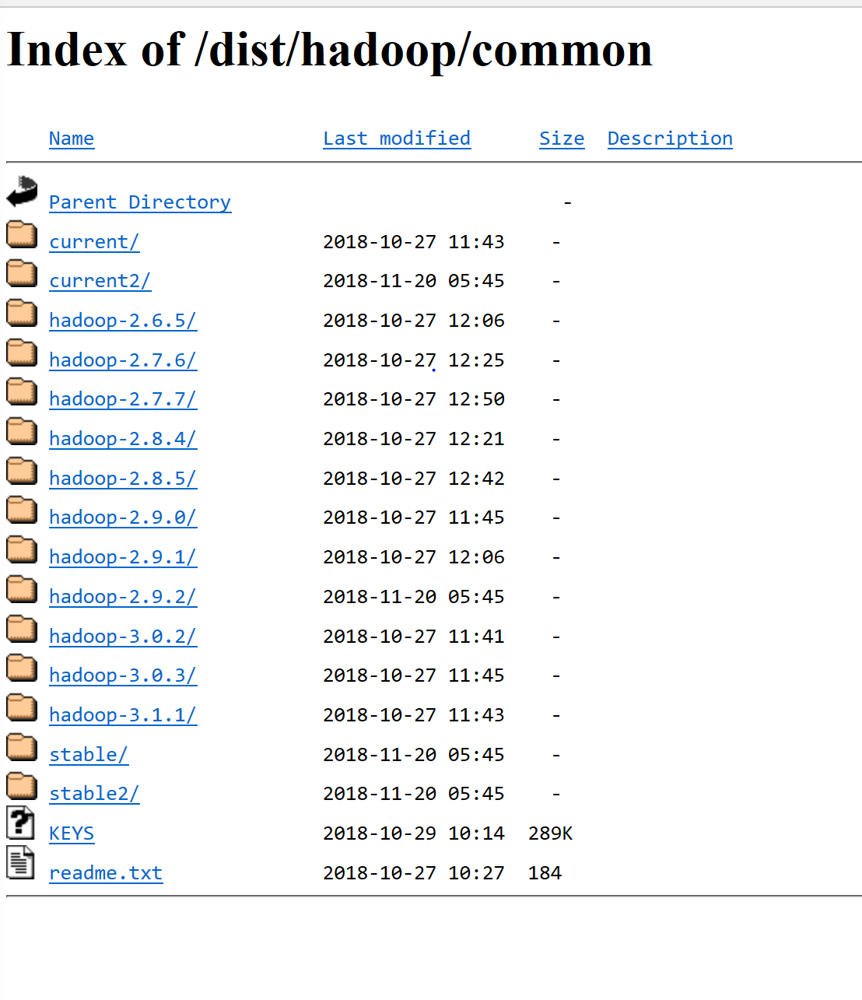 Index of /dist/hadoop/common
Name Last modified Size Description
Parent Directory -
current/ 2018-10-27 11:43 -
current2/ 2018-11-20 05:45 -
hadoop-2.6.5/ 2018-10-27 12:06 -
hadoop-2.7.6/ 2018-10-27 12:25 -
hadoop-2.7.7/ 2018-10-27 12:50 -
hadoop-2.8.4/ 2018-10-27 12:21 -
hadoop-2.8.5/ 2018-10-27 12:42 -
hadoop-2.9.0/ 2018-10-27 11:45 -
hadoop-2.9.1/ 2018-10-27 12:06 -
hadoop-2.9.2/ 2018-11-20 05:45 -
hadoop-3.0.2/ 2018-10-27 11:41 -
hadoop-3.0.3/ 2018-10-27 11:45 -
hadoop-3.1.1/ 2018-10-27 11:43 -
stable/ 2018-11-20 05:45 -
stable2/ 2018-11-20 05:45 -
KEYS 2018-10-29 10:14 289K
readme.txt 2018-10-27 10:27 184